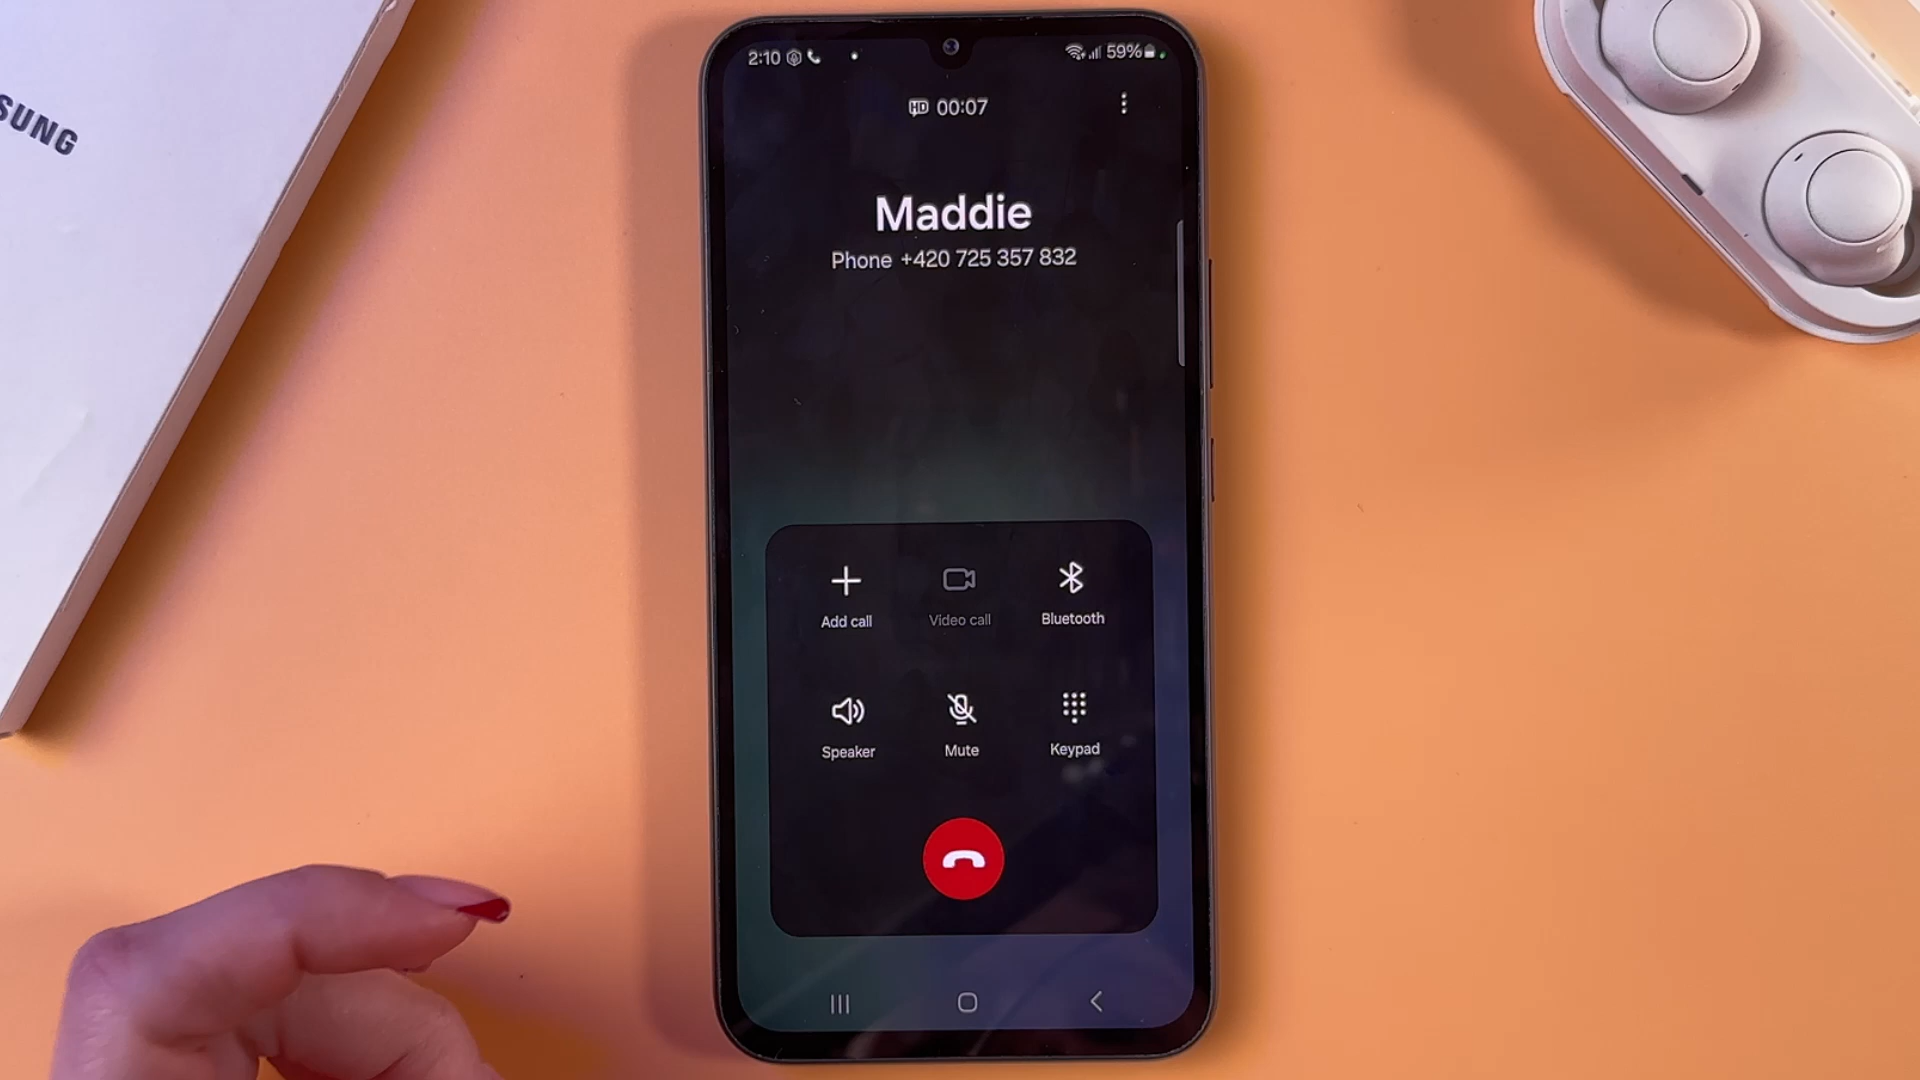 SUNG
2:10
59%
HD 00:07
Maddie
Phone +420 725 357 832
Add call
Video call
Bluetooth
Speaker
Mute
Keypad